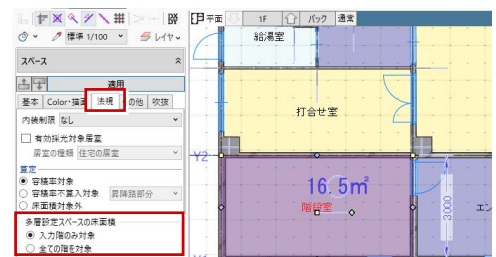 平面
1F
バック
通常
標準 1/100
レイヤ
スペース
適用
基本
Color・描画
法規
の他
吹抜
内装制限 なし
有効採光対象居室
居室の種類 住宅の居室
算定
容積率対象
容積率不算入対象 昇降路部分
床面積対象外
多層設定スペースの床面積
入力階のみ対象
全ての階を対象
給湯室
打合せ室
Y2
16.5㎡
階段室
3000
エン